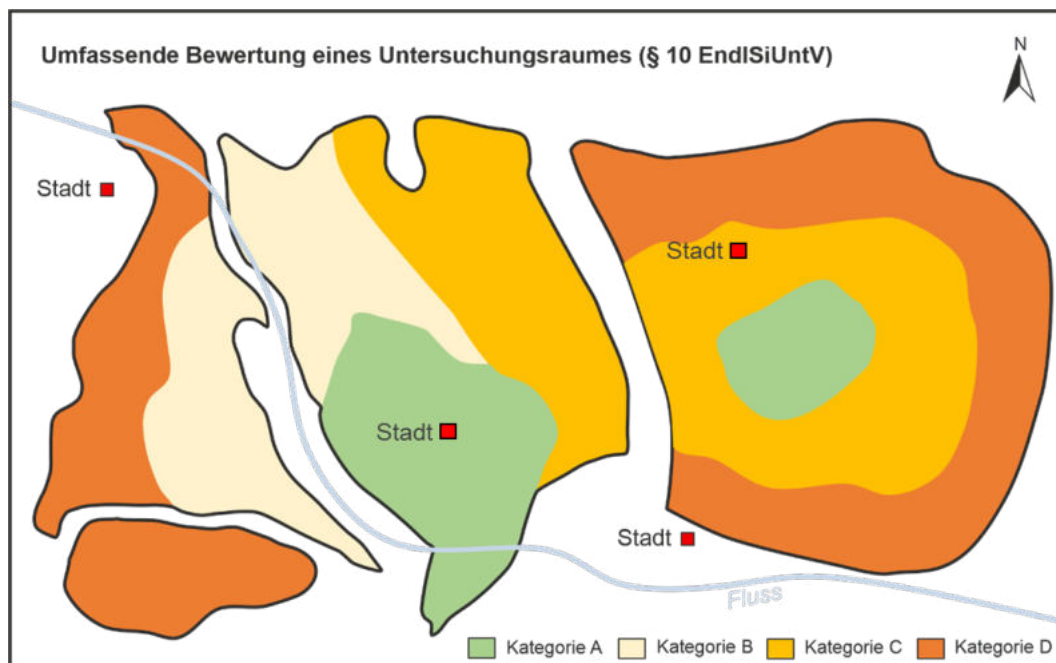 Umfassende Bewertung eines Untersuchungsraumes (§ 10 EndlSiUntV)
N
Stadt
Stadt
Stadt
Stadt
Fluss
Kategorie A
Kategorie B
Kategorie C
Kategorie D